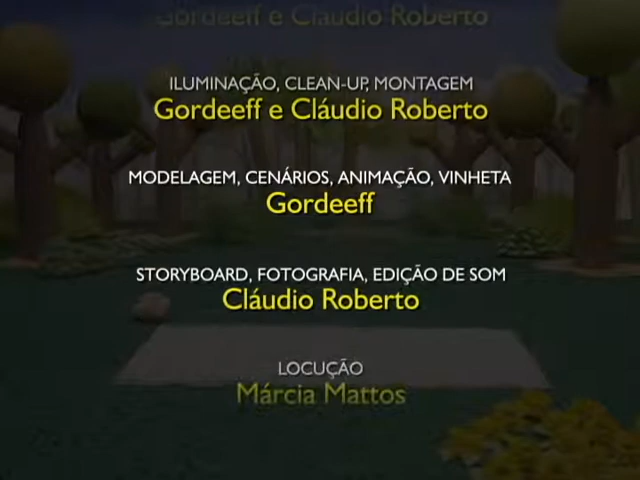 Gordeeff e Cláudio Roberto
ILUMINAÇÃO, CLEAN-UP, MONTAGEM
Gordeeff e Cláudio Roberto
MODELAGEM, CENÁRIOS, ANIMAÇÃO, VINHETA
Gordeeff
STORYBOARD, FOTOGRAFIA, EDIÇÃO DE SOM
Cláudio Roberto
LOCUÇÃO
Márcia Mattos